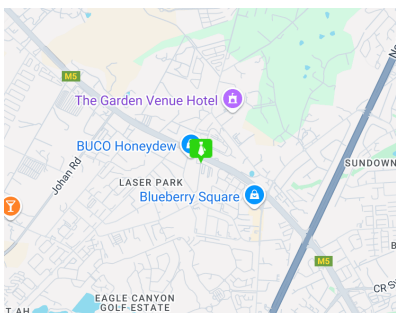 M5
The Garden Venue Hotel
BUCO Honeydew
Johan Rd
SUNDOWN
LASER PARK
Blueberry Square
M5
CR S
EAGLE CANYON
GOLF ESTATE
T AH